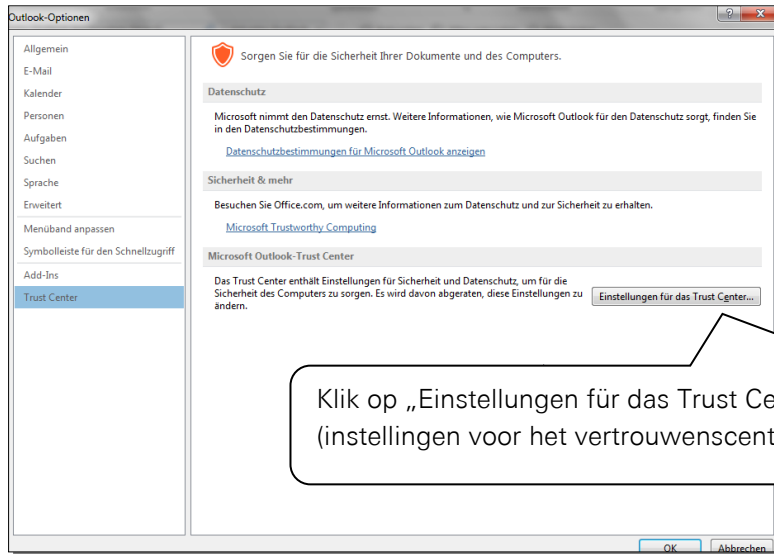 Outlook-Optionen
Allgemein
E-Mail
Kalender
Personen
Aufgaben
Suchen
Sprache
Erweitert
Menüband anpassen
Symbolleiste für den Schnellzugriff
Add-Ins
Trust Center
Sorgen Sie für die Sicherheit Ihrer Dokumente und des Computers.
Datenschutz
Microsoft nimmt den Datenschutz ernst. Weitere Informationen, wie Microsoft Outlook für den Datenschutz sorgt, finden Sie
in den Datenschutzbestimmungen.
Datenschutzbestimmungen für Microsoft Outlook anzeigen
Sicherheit & mehr
Besuchen Sie Office.com, um weitere Informationen zum Datenschutz und zur Sicherheit zu erhalten.
Microsoft Trustworthy Computing
Microsoft Outlook-Trust Center
Das Trust Center enthält Einstellungen für Sicherheit und Datenschutz, um für die
Sicherheit des Computers zu sorgen. Es wird davon abgeraten, diese Einstellungen zu
ändern.
Einstellungen für das Trust Center...
Klik op „Einstellungen für das Trust Ce
(instellingen voor het vertrouwenscent
OK
Abbrechen